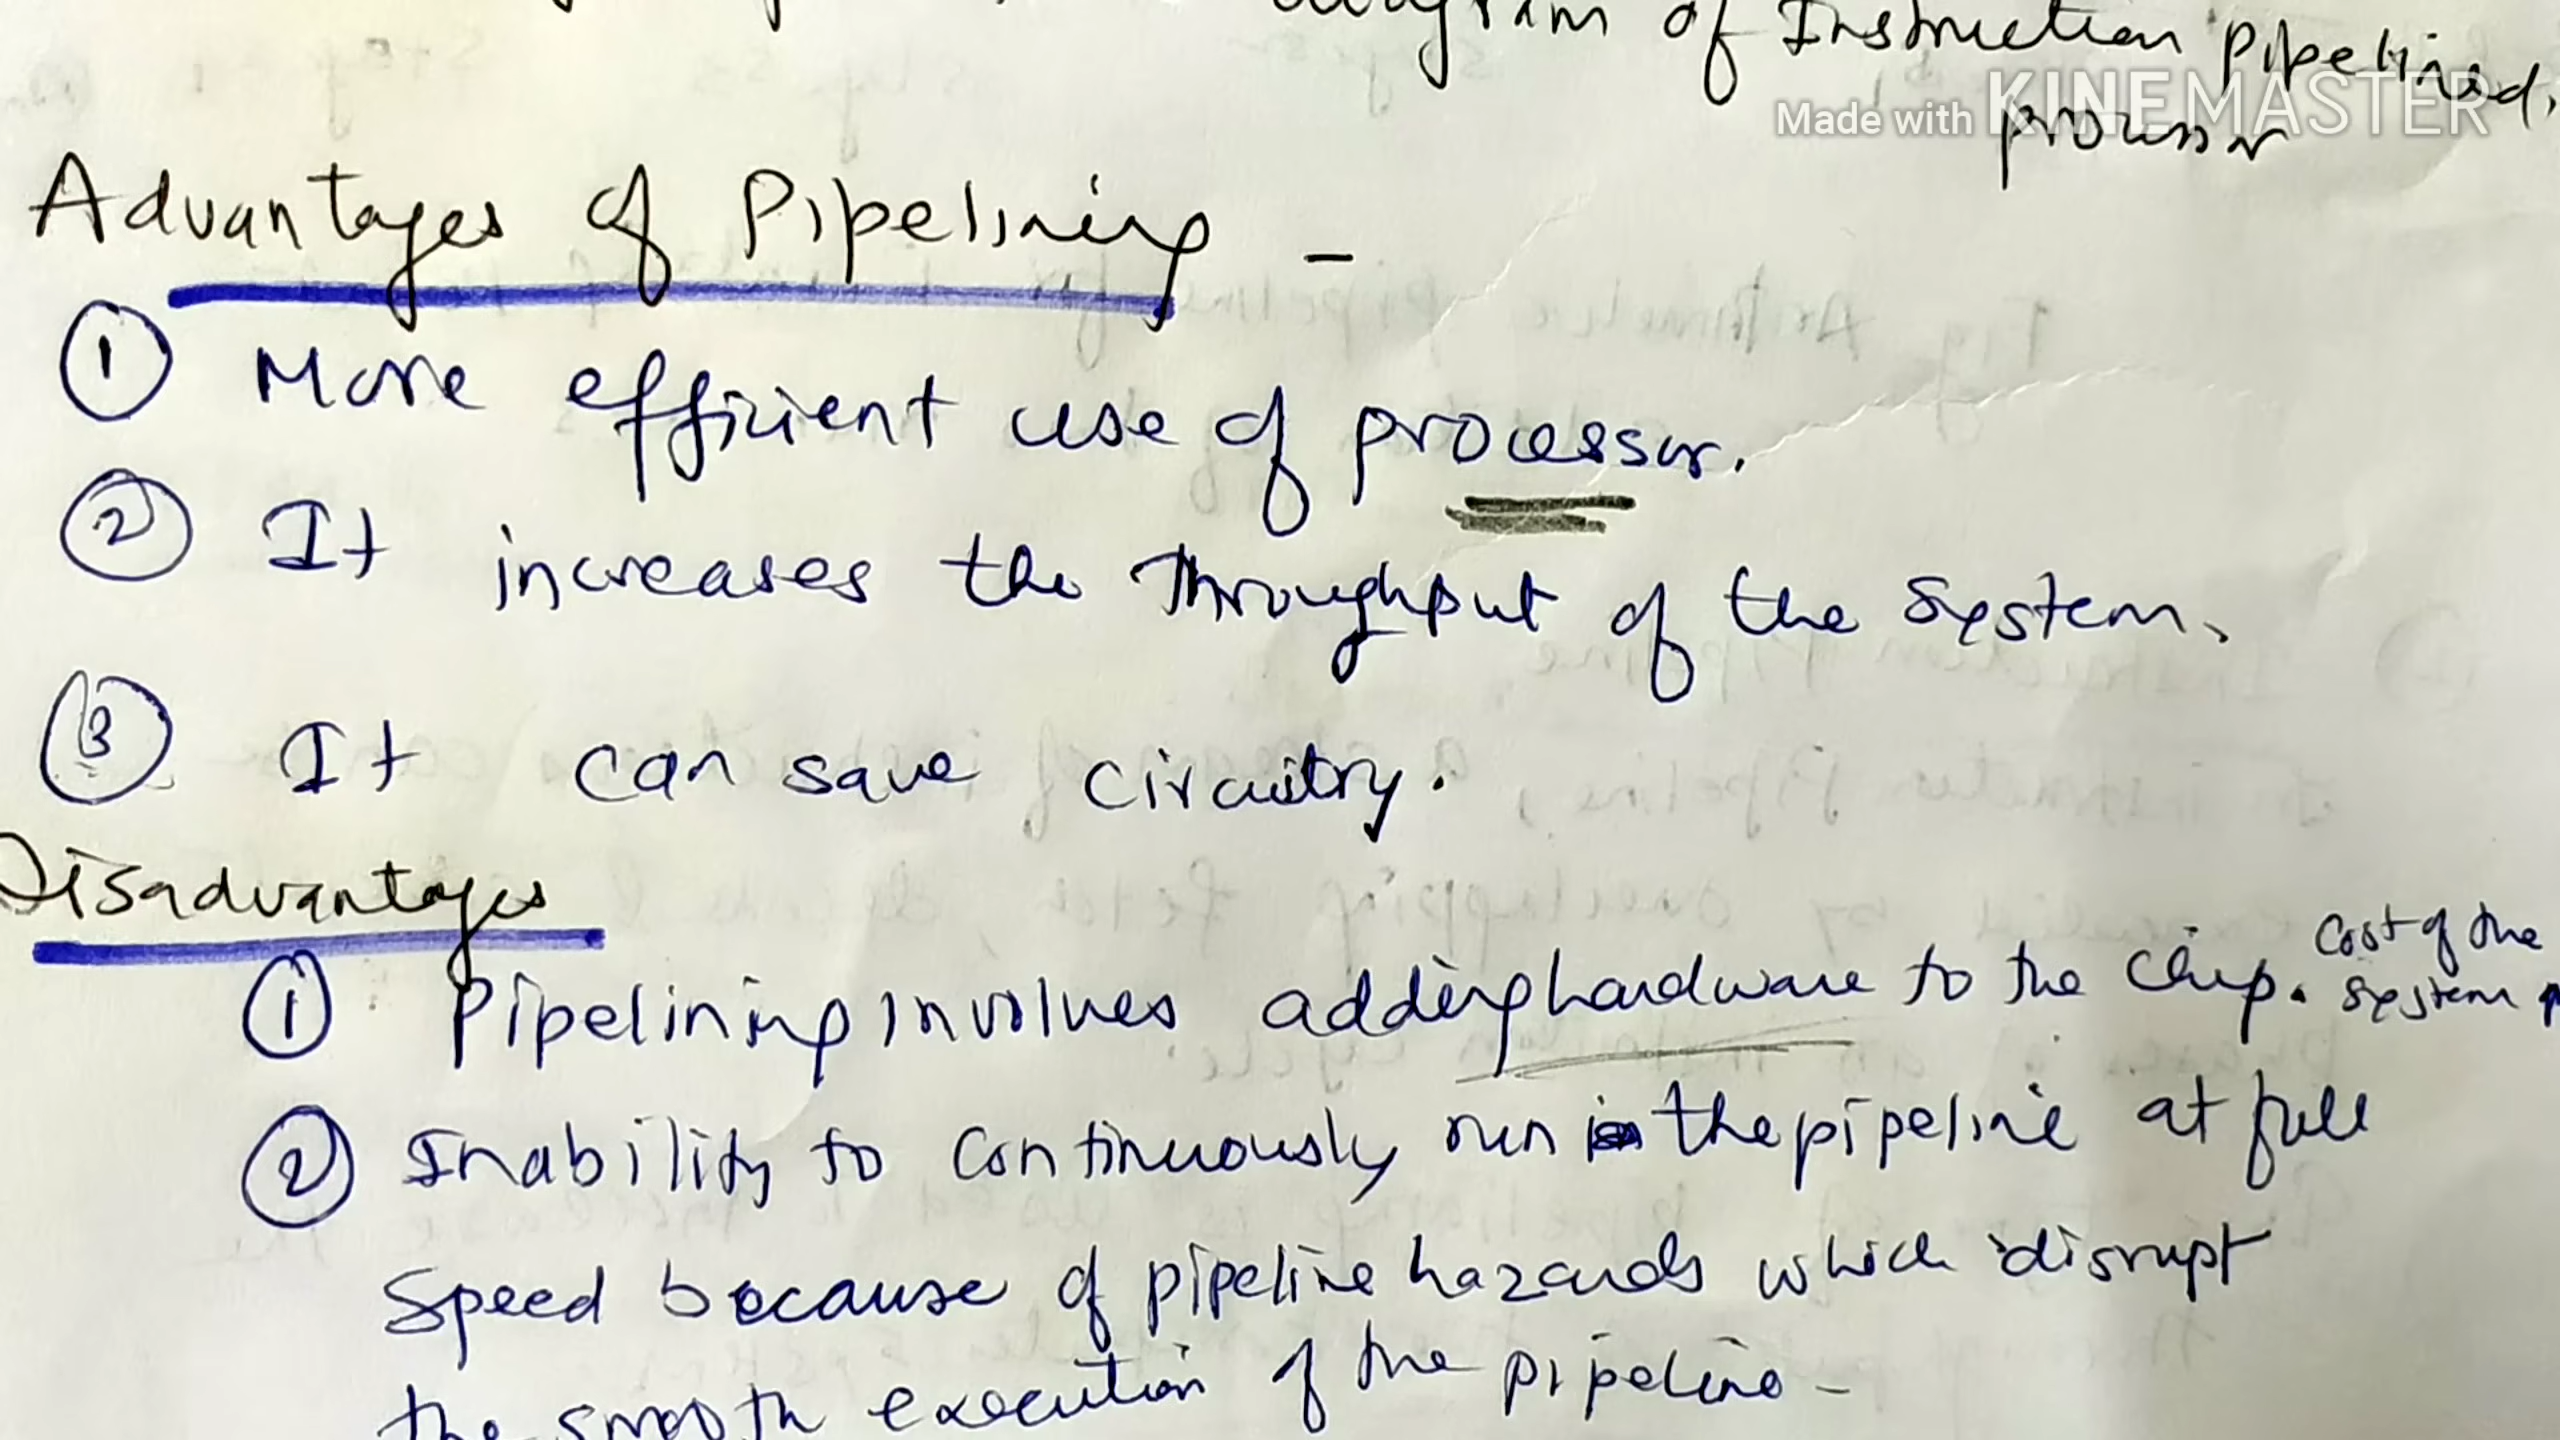 diagram of Instruction pipelined.
Made with KINEMASTER
processor
Advantages of Pipelining -
1 More efficient use of processor.
2 It increases the Throughput of the system.
3 It can save circuitry.
Disadvantages
1 Pipelining involves adding hardware to the chip. Cost of the
system ↑
2 Inability to continuously run the pipeline at full
speed because of pipeline hazards which disrupt
the smooth execution of the pipeline -